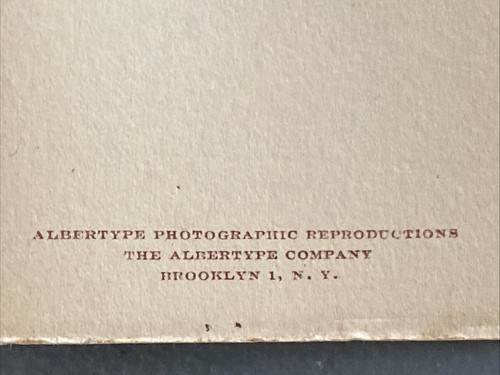 ALBERTYPE PHOTOGRAPHIC REPRODUCTIONS
THE ALBERTYPE COMPANY
BROOKLYN 1, N. Y.